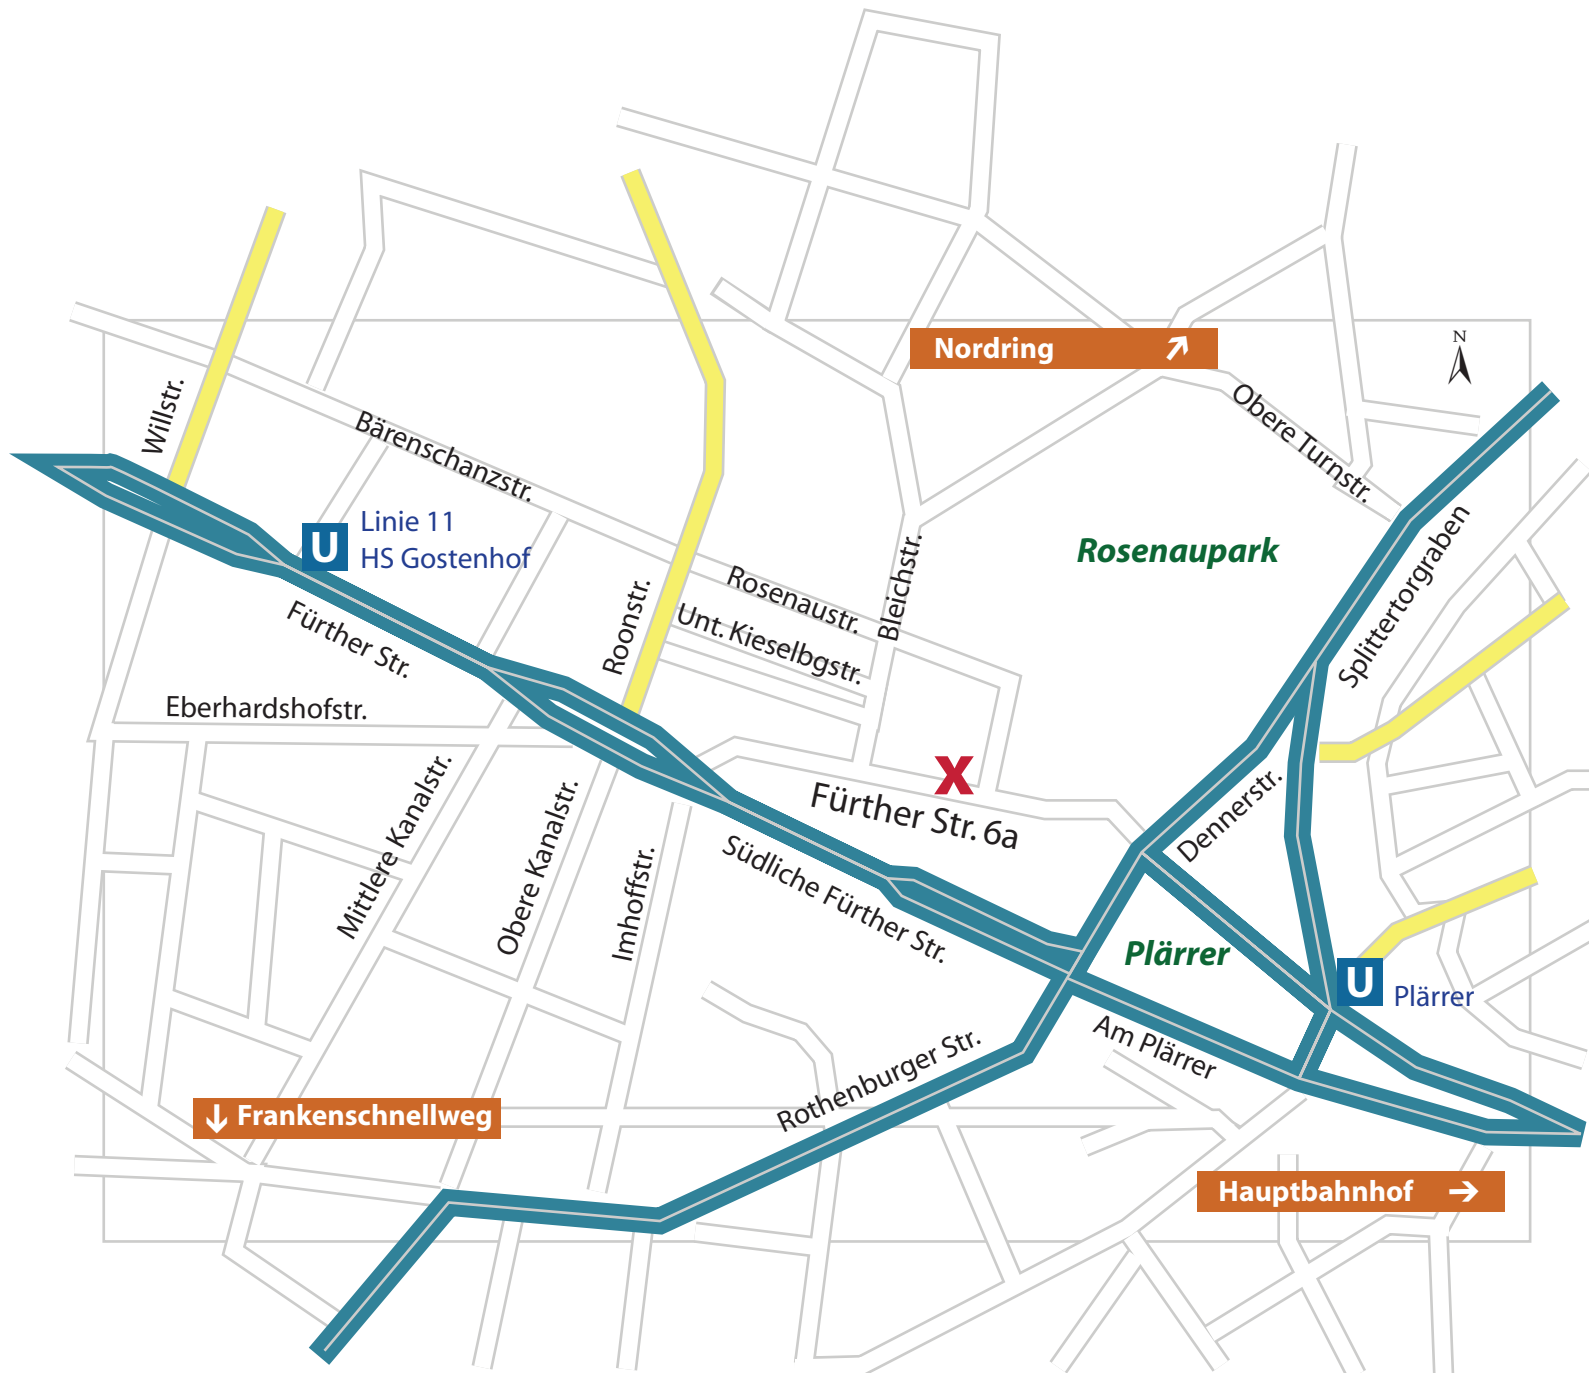 Nordring
N
Willstr.
Obere Turnstr.
Bärenschanzstr.
U
Linie 11
HS Gostenhof
Rosenaupark
Splittertorgraben
Bleichstr.
Rosenaustr.
Unt. Kieselbgstr.
Roonstr.
Fürther Str.
Eberhardshofstr.
X
Fürther Str. 6a
Dennerstr.
Mittlere Kanalstr.
Obere Kanalstr.
Imhoffstr.
Südliche Fürther Str.
Plärrer
U
Plärrer
Am Plärrer
Rothenburger Str.
Frankenschnellweg
Hauptbahnhof